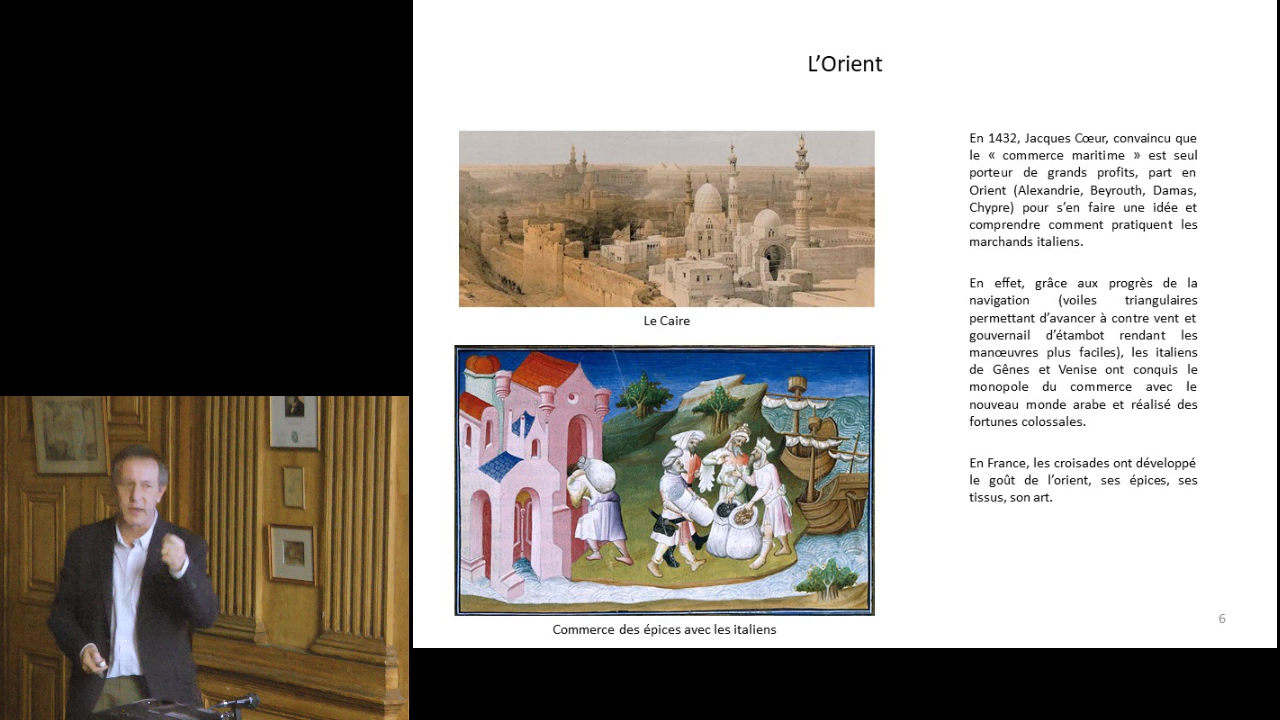 L'Orient
Le Caire
Commerce des épices avec les italiens
En 1432, Jacques Cœur, convaincu que
le « commerce maritime » est seul
porteur de grands profits, part en
Orient (Alexandrie, Beyrouth, Damas,
Chypre) pour s'en faire une idée et
comprendre comment pratiquent les
marchands italiens.
En effet, grâce aux progrès de la
navigation (voiles triangulaires
permettant d'avancer à contre vent et
gouvernail d'étambot rendant les
manœuvres plus faciles), les italiens
de Gênes et Venise ont conquis le
monopole du commerce avec le
nouveau monde arabe et réalisé des
fortunes colossales.
En France, les croisades ont développé
le goût de l'orient, ses épices, ses
tissus, son art.
6